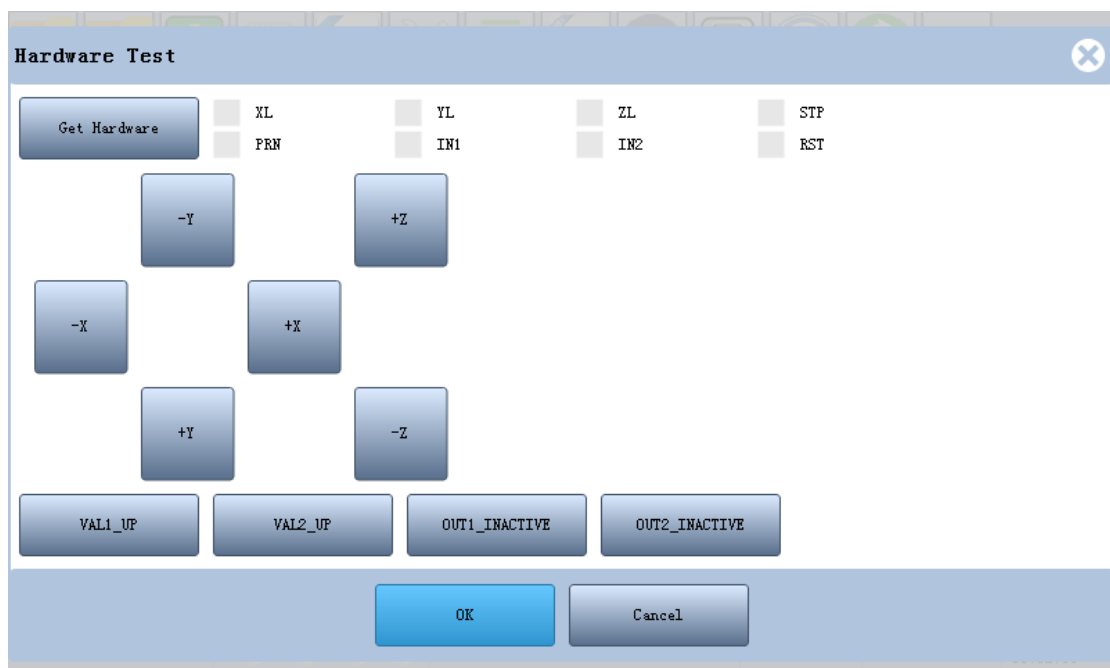 Hardware Test
Get Hardware XL YL ZL STP
PRN IN1 IN2 RST
-Y +Z
-X +X
+Y -Z
VAL1_UP VAL2_UP OUT1_INACTIVE OUT2_INACTIVE
OK Cancel